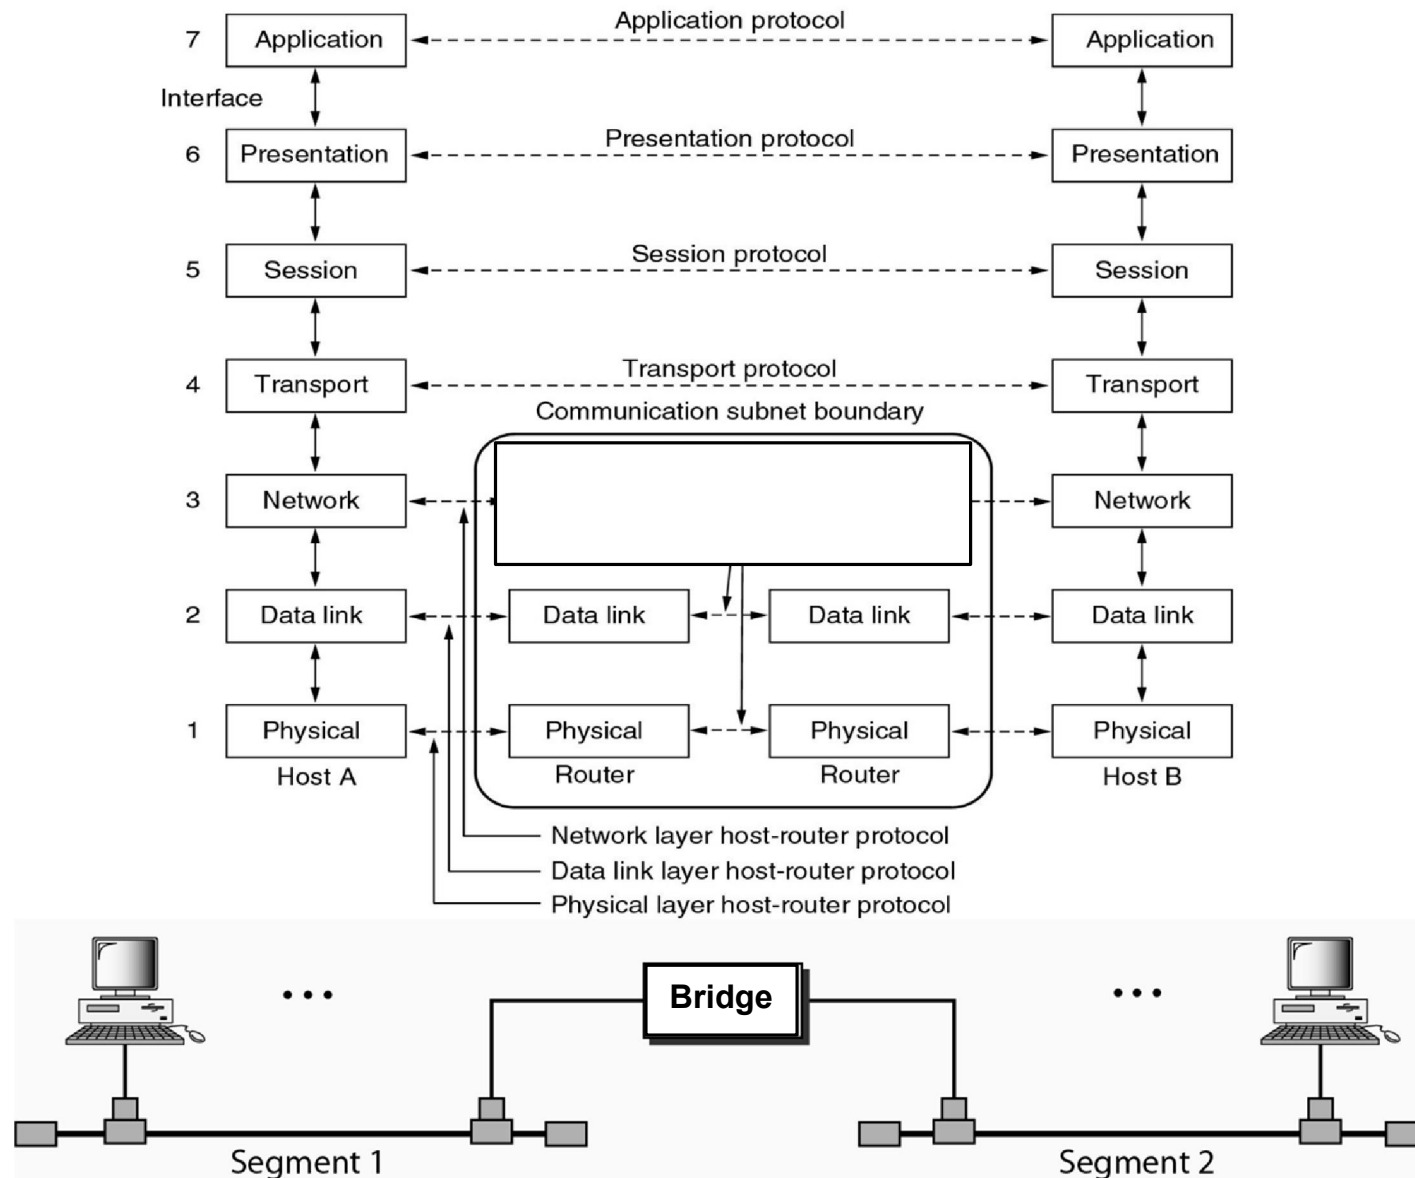 7 Application Application protocol Application
Interface
6 Presentation Presentation protocol Presentation
5 Session Session protocol Session
4 Transport Transport protocol Transport
Communication subnet boundary
3 Network Network
2 Data link Data link Data link Data link
1 Physical Physical Physical Physical
Host A Router Router Host B
Network layer host-router protocol
Data link layer host-router protocol
Physical layer host-router protocol
Bridge
Segment 1 Segment 2